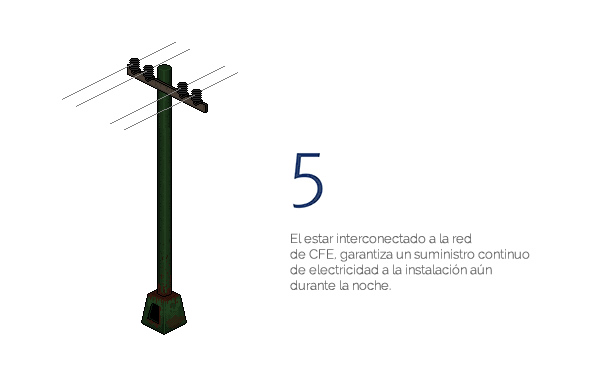 5
El estar interconectado a la red
de CFE, garantiza un suministro continuo
de electricidad a la instalación aún
durante la noche.